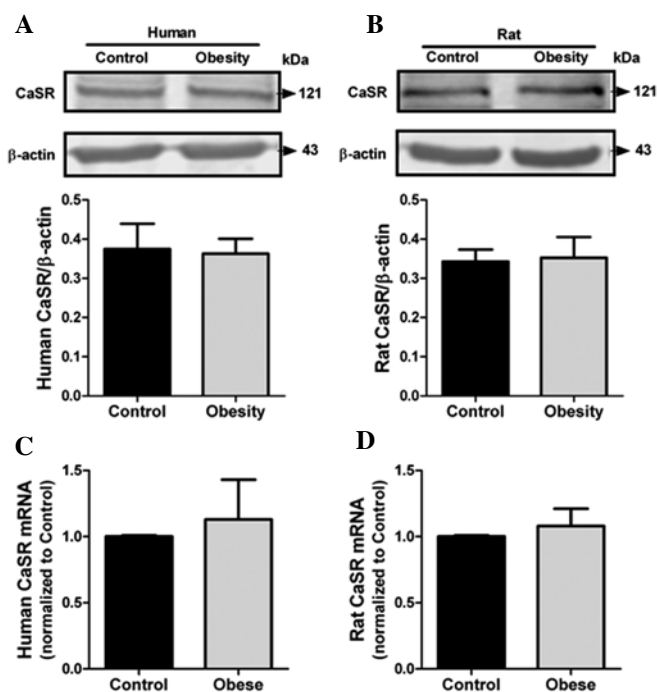 A
Human
Control Obesity kDa
CaSR
121
β-actin
43
Human CaSR/β-actin
0.5
0.4
0.3
0.2
0.1
0.0
Control Obesity
B
Rat
Control Obesity kDa
CaSR
121
β-actin
43
Rat CaSR/β-actin
0.5
0.4
0.3
0.2
0.1
0.0
Control Obesity
C
Human CaSR mRNA
(normalized to Control)
1.5
1.0
0.5
0.0
Control Obese
D
Rat CaSR mRNA
(normalized to Control)
1.5
1.0
0.5
0.0
Control Obese